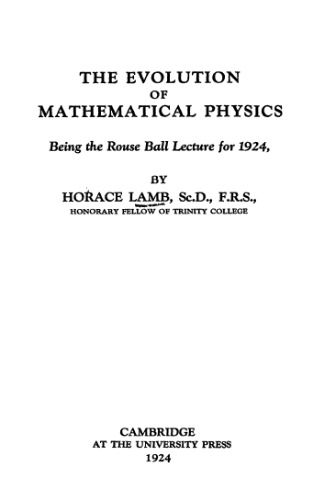 THE EVOLUTION
OF
MATHEMATICAL PHYSICS
Being the Rouse Ball Lecture for 1924,
BY
HORACE LAMB, Sc.D., F.R.S.,
HONORARY FELLOW OF TRINITY COLLEGE
CAMBRIDGE
AT THE UNIVERSITY PRESS
1924